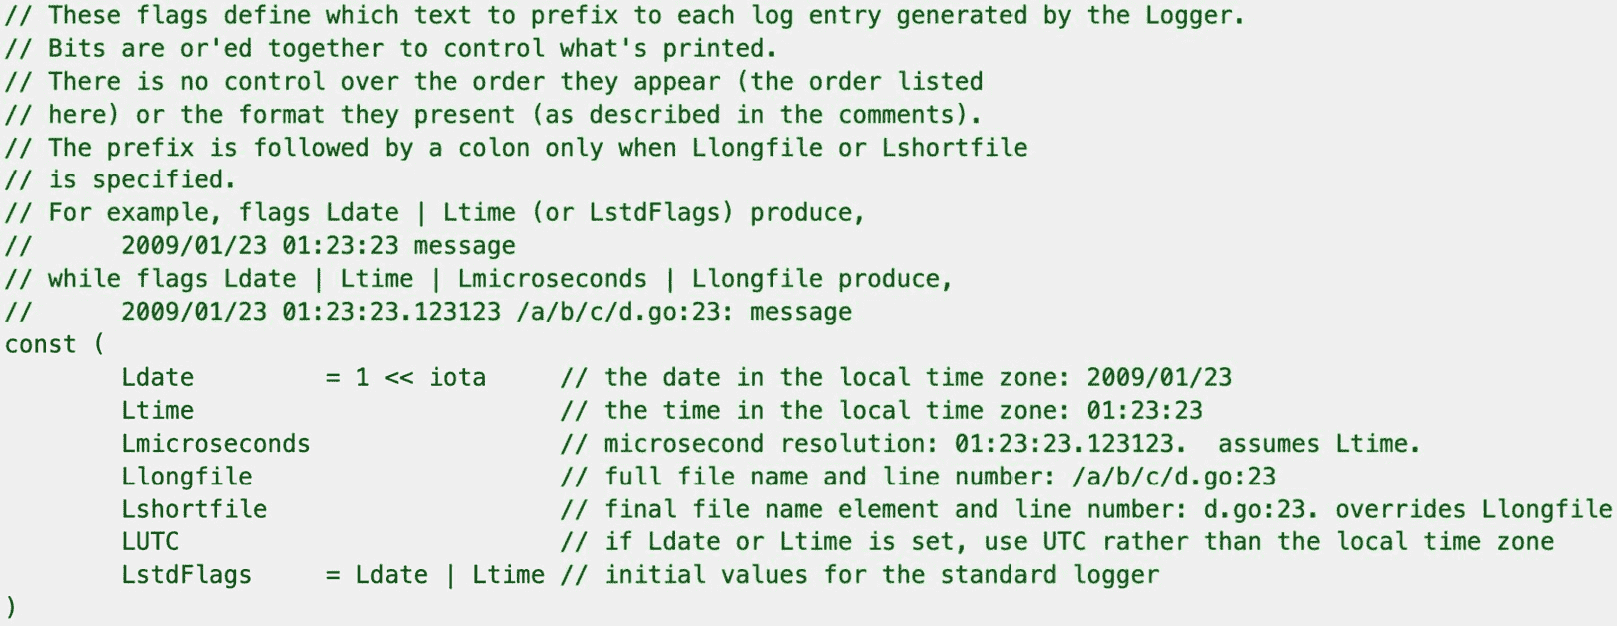 // These flags define which text to prefix to each log entry generated by the Logger.
// Bits are or'ed together to control what's printed.
// There is no control over the order they appear (the order listed
// here) or the format they present (as described in the comments).
// The prefix is followed by a colon only when Llongfile or Lshortfile
// is specified.
// For example, flags Ldate | Ltime (or LstdFlags) produce,
//      2009/01/23 01:23:23 message
// while flags Ldate | Ltime | Lmicroseconds | Llongfile produce,
//      2009/01/23 01:23:23.123123 /a/b/c/d.go:23: message
const (
        Ldate         = 1 << iota     // the date in the local time zone: 2009/01/23
        Ltime                         // the time in the local time zone: 01:23:23
        Lmicroseconds                 // microsecond resolution: 01:23:23.123123.  assumes Ltime.
        Llongfile                     // full file name and line number: /a/b/c/d.go:23
        Lshortfile                    // final file name element and line number: d.go:23. overrides Llongfile
        LUTC                          // if Ldate or Ltime is set, use UTC rather than the local time zone
        LstdFlags     = Ldate | Ltime // initial values for the standard logger
)